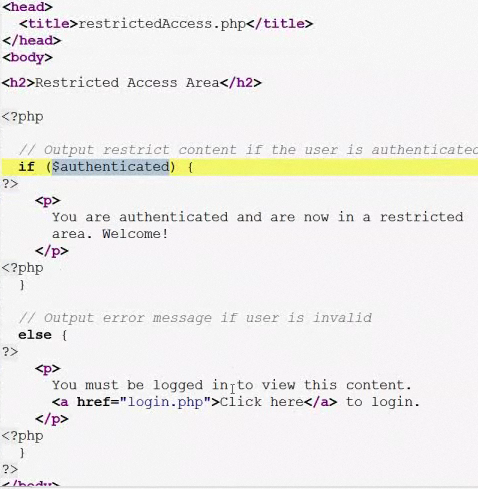 <head>
<title>restrictedAccess.php</title>
</head>
<body>
<h2>Restricted Access Area</h2>
<?php
// Output restrict content if the user is authenticated
if ($authenticated) {
?>
<p>
You are authenticated and are now in a restricted
area. Welcome!
</p>
<?php
}
// Output error message if user is invalid
else {
?>
<p>
You must be logged in to view this content.
<a href="login.php">Click here</a> to login.
</p>
<?php
}
?>
</body>